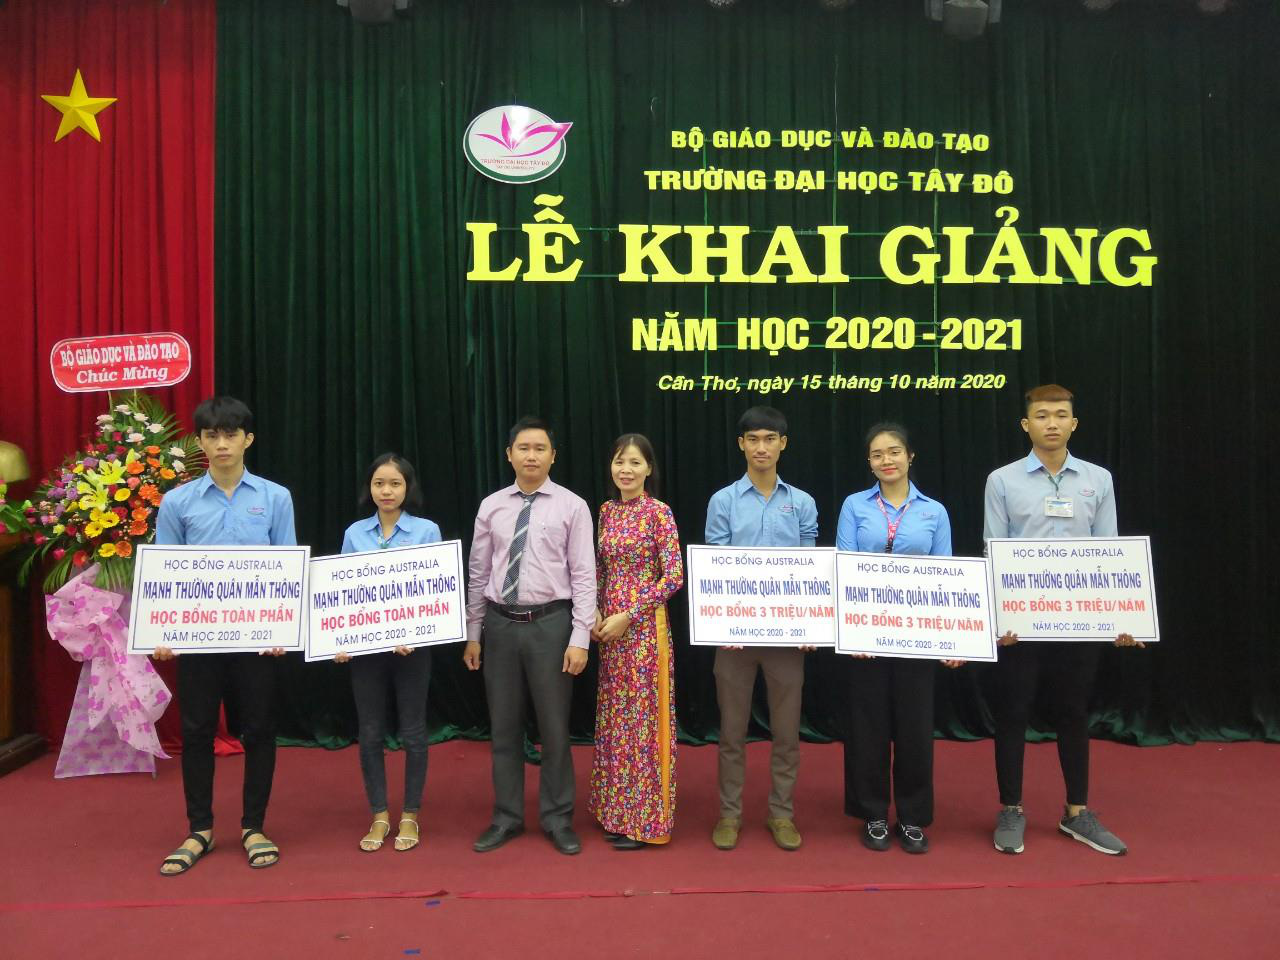 BỘ GIÁO DỤC VÀ ĐÀO TẠO
TRƯỜNG ĐẠI HỌC TÂY ĐÔ
LỄ KHAI GIẢNG
NĂM HỌC 2020-2021
Cần Thơ, ngày 15 tháng 10 năm 2020
TRƯỜNG ĐẠI HỌC TÂY ĐÔ
BỘ GIÁO DỤC VÀ ĐÀO TẠO
Chúc Mừng
HỌC BỔNG AUSTRALIA
MẠNH THƯỜNG QUÂN MẪN THÔNG
HỌC BỔNG TOÀN PHẦN
NĂM HỌC 2020 - 2021
HỌC BỔNG AUSTRALIA
MẠNH THƯỜNG QUÂN MẪN THÔNG
HỌC BỔNG TOÀN PHẦN
NĂM HỌC 2020 - 2021
HỌC BỔNG AUSTRALIA
MẠNH THƯỜNG QUÂN MẪN THÔNG
HỌC BỔNG 3 TRIỆU/NĂM
NĂM HỌC 2020 - 2021
HỌC BỔNG AUSTRALIA
MẠNH THƯỜNG QUÂN MẪN THÔNG
HỌC BỔNG 3 TRIỆU/NĂM
NĂM HỌC 2020 - 2021
HỌC BỔNG AUSTRALIA
MẠNH THƯỜNG QUÂN MẪN THÔNG
HỌC BỔNG 3 TRIỆU/NĂM
NĂM HỌC 2020 - 2021